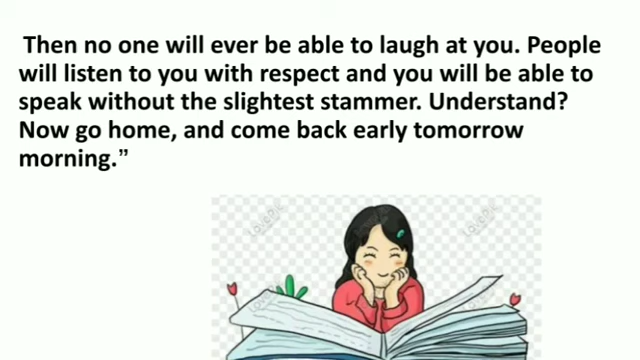 Then no one will ever be able to laugh at you. People
will listen to you with respect and you will be able to
speak without the slightest stammer. Understand?
Now go home, and come back early tomorrow
morning.”